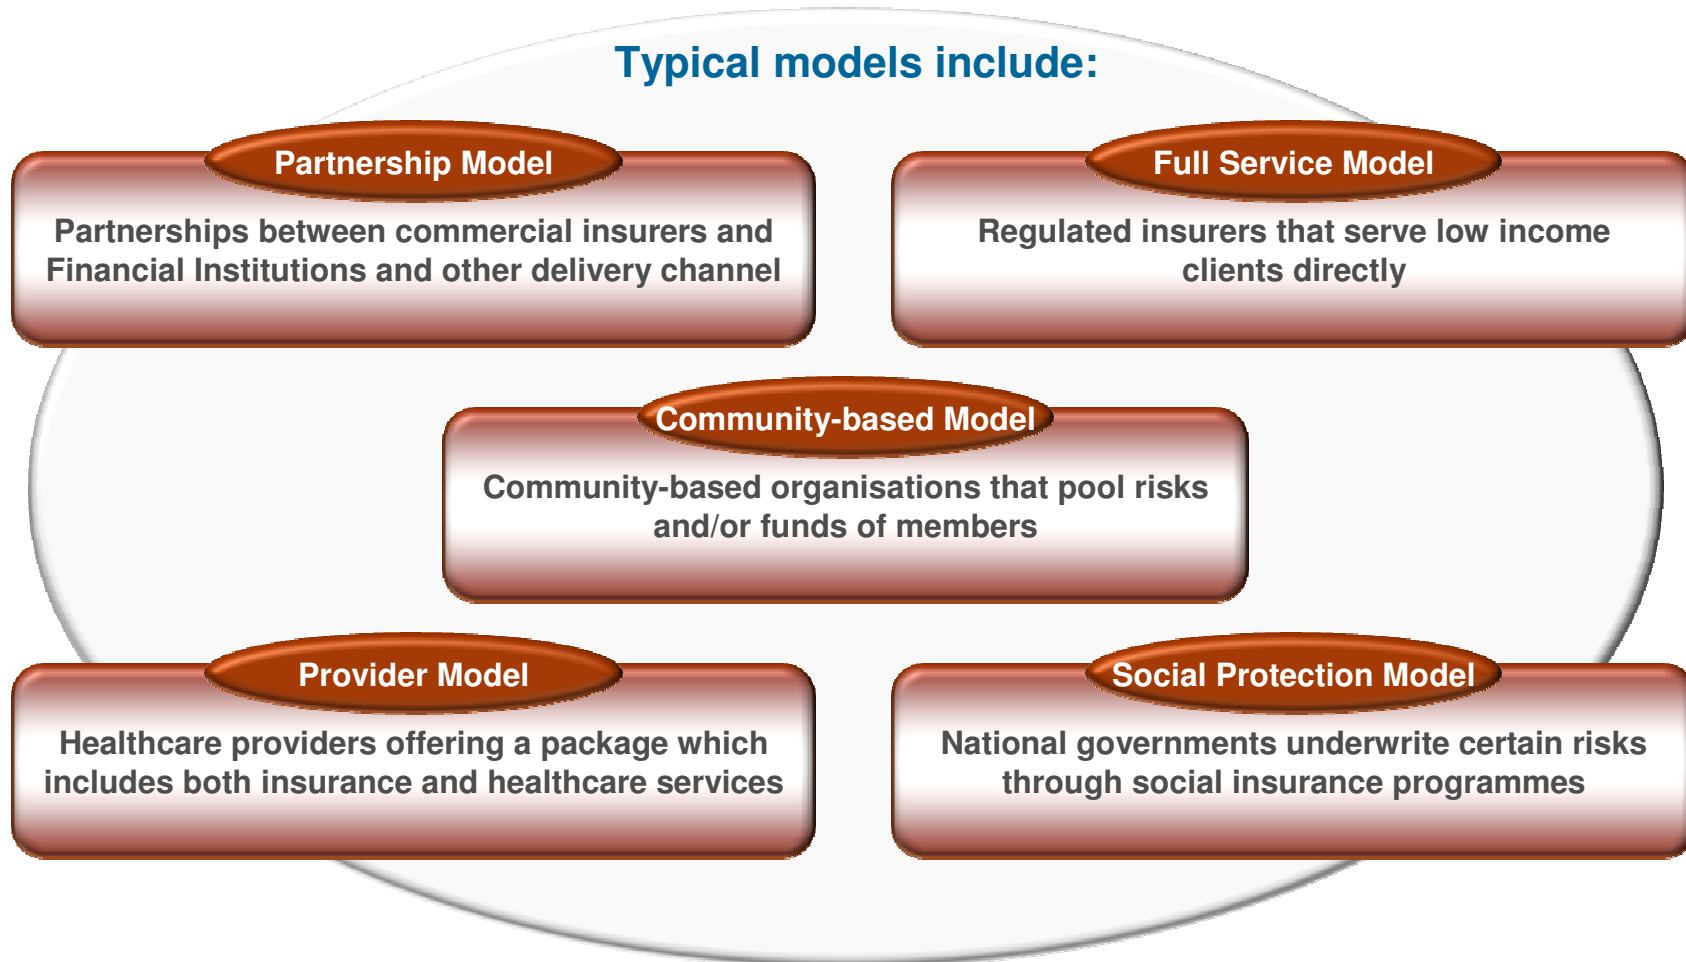 Typical models include:
Partnership Model
Partnerships between commercial insurers and
Financial Institutions and other delivery channel
Full Service Model
Regulated insurers that serve low income
clients directly
Community-based Model
Community-based organisations that pool risks
and/or funds of members
Provider Model
Healthcare providers offering a package which
includes both insurance and healthcare services
Social Protection Model
National governments underwrite certain risks
through social insurance programmes